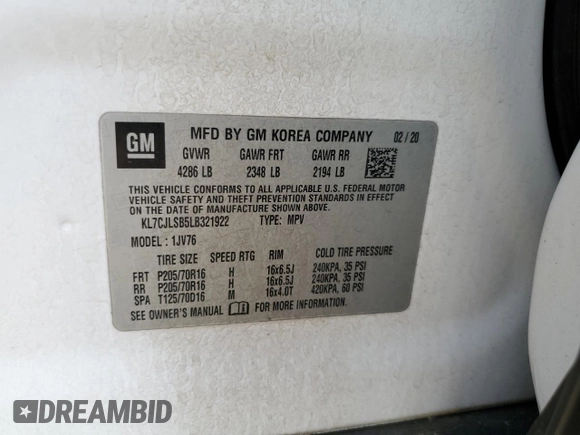 GM
MFD BY GM KOREA COMPANY 02/20
GVWR GAWR FRT GAWR RR
4286 LB 2348 LB 2194 LB
THIS VEHICLE CONFORMS TO ALL APPLICABLE U.S. FEDERAL MOTOR
VEHICLE SAFETY AND THEFT PREVENTION STANDARDS IN EFFECT
ON THE DATE OF MANUFACTURE SHOWN ABOVE.
KL7CJLSB5LB321922 TYPE: MPV
MODEL: 1JV76
TIRE SIZE SPEED RTG RIM COLD TIRE PRESSURE
FRT P205/70R16 H 16x6.5J 240KPA, 35 PSI
RR P205/70R16 H 16x6.5J 240KPA, 35 PSI
SPA T125/70D16 M 16x4.0T 420KPA, 60 PSI
SEE OWNER'S MANUAL FOR MORE INFORMATION.
DREAMBID